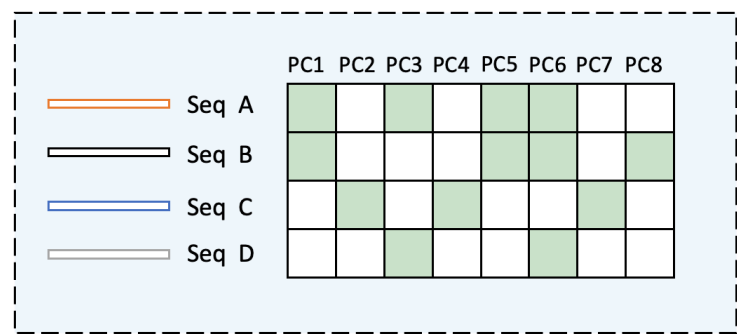 PC1 PC2 PC3 PC4 PC5 PC6 PC7 PC8
Seq A
Seq B
Seq C
Seq D